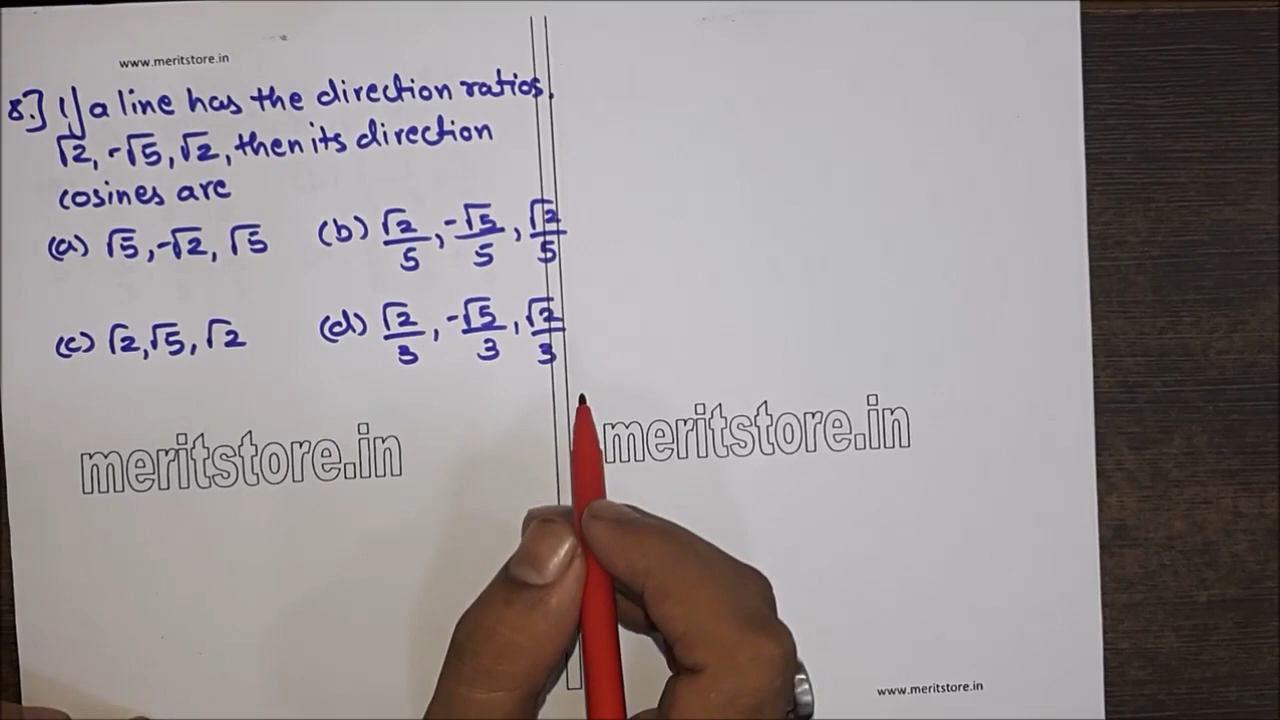 www.meritstore.in
8.] If a line has the direction ratios
√2, -√5, √2, then its direction
cosines are
(a) √5, -√2, √5 (b) √2/5, -√5/5, √2/5
(c) √2, √5, √2 (d) √2/3, -√5/3, √2/3
meritstore.in
meritstore.in
www.meritstore.in